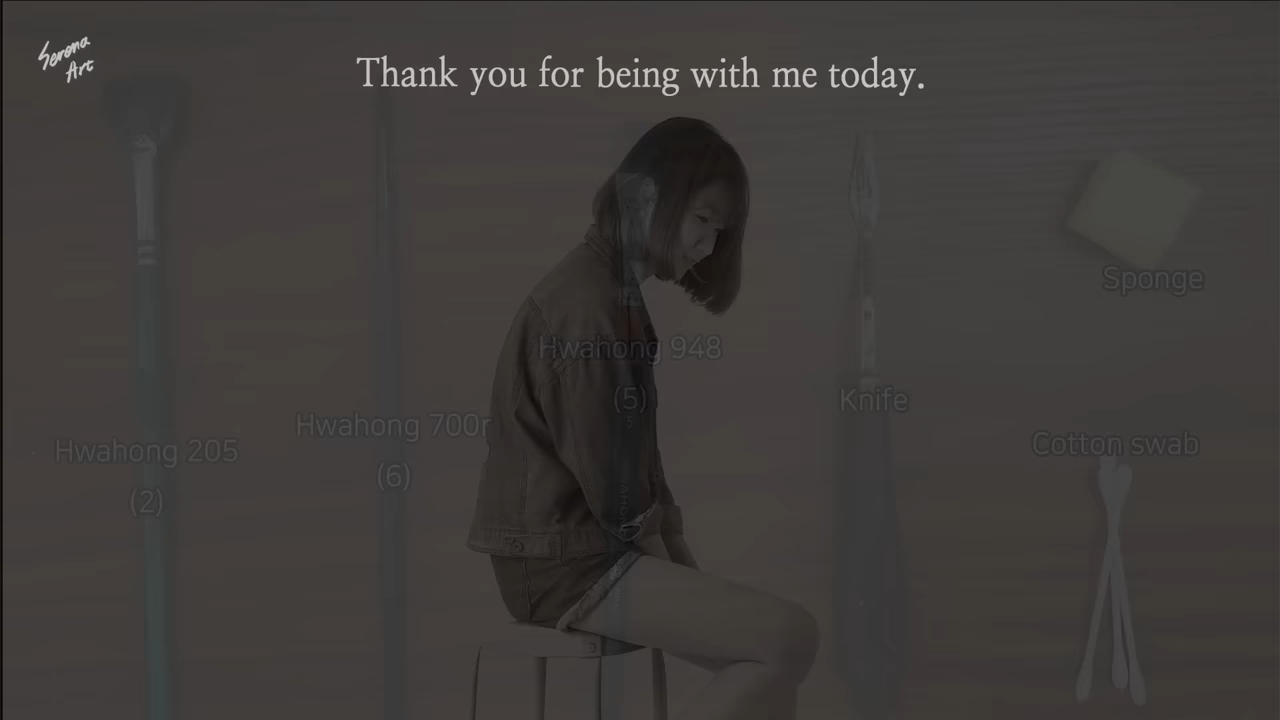 Serena
Art
Thank you for being with me today.
Sponge
Hwahong 948
(5)
Knife
Hwahong 700r
(6)
Cotton swab
Hwahong 205
(2)